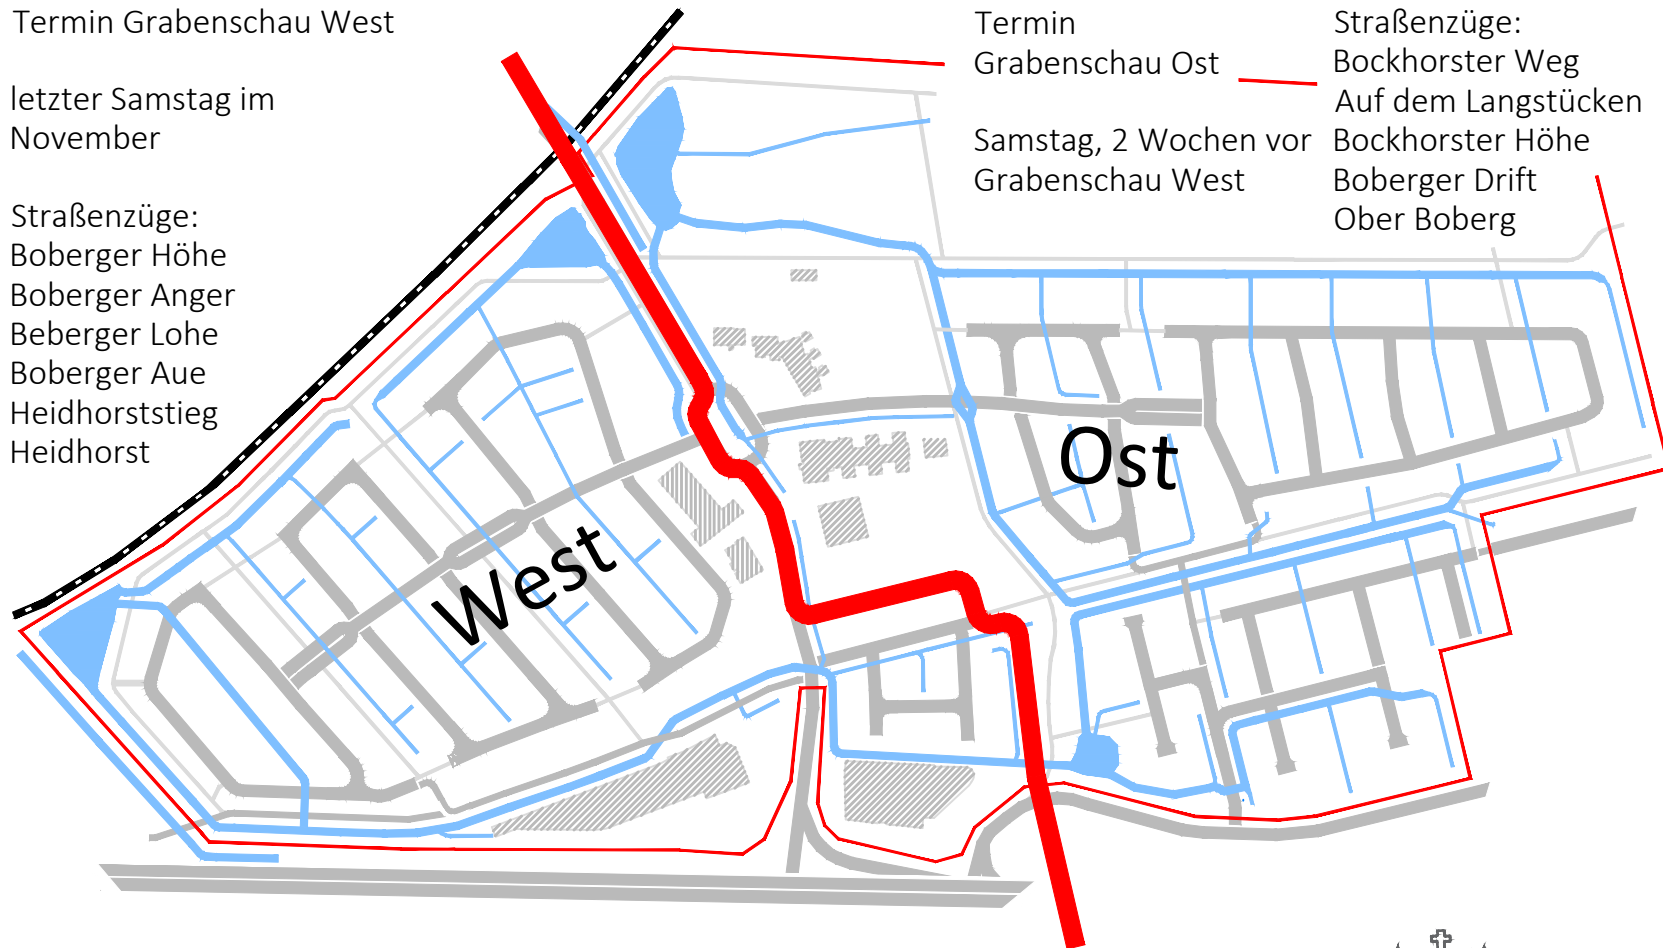 Termin Grabenschau West
letzter Samstag im
November
Straßenzüge:
Boberger Höhe
Boberger Anger
Beberger Lohe
Boberger Aue
Heidhorststieg
Heidhorst
Termin
Grabenschau Ost
Samstag, 2 Wochen vor
Grabenschau West
Straßenzüge:
Bockhorster Weg
Auf dem Langstücken
Bockhorster Höhe
Boberger Drift
Ober Boberg
West
Ost